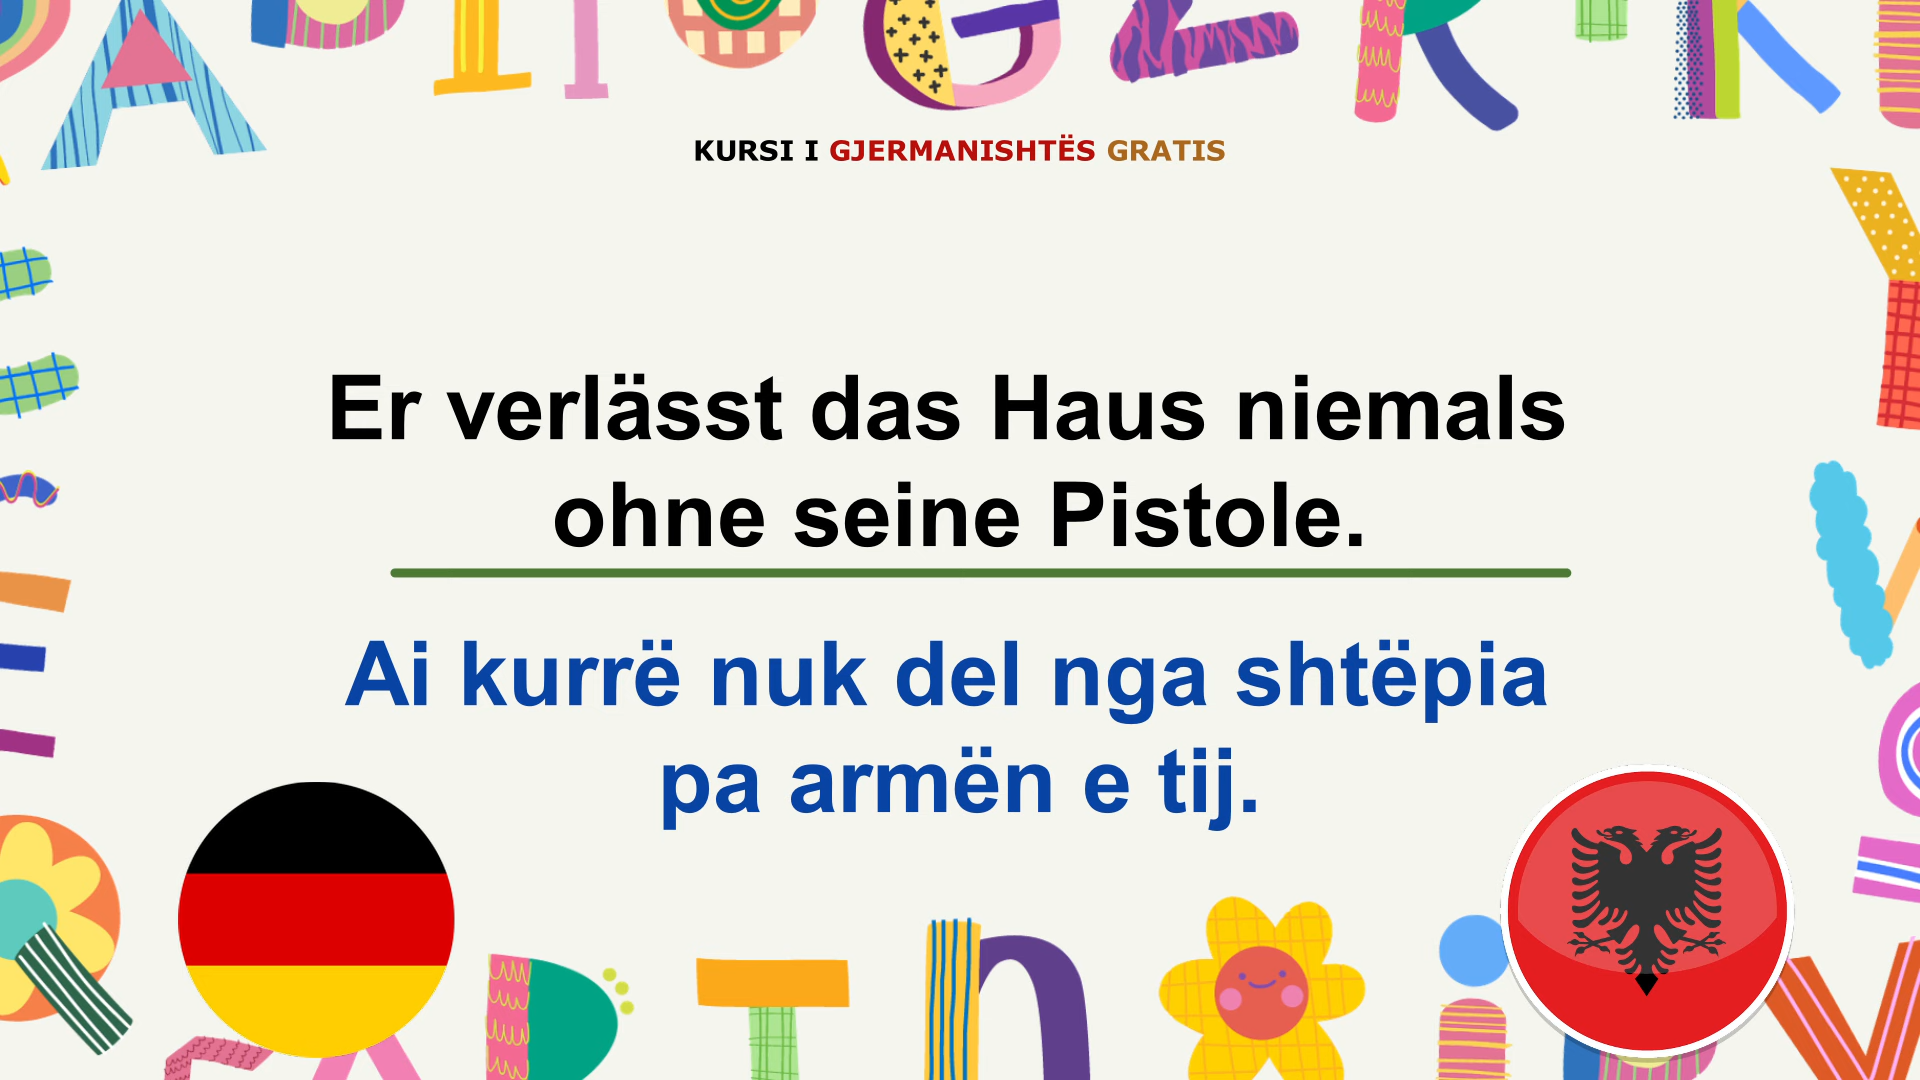 KURSI I GJERMANISHTËS GRATIS
Er verlässt das Haus niemals
ohne seine Pistole.
Ai kurrë nuk del nga shtëpia
pa armën e tij.